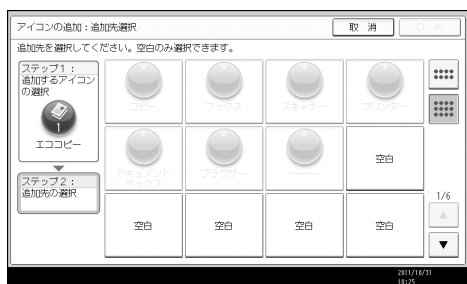 アイコンの追加：追加先選択
取 消
O K
追加先を選択してください。空白のみ選択できます。
ステップ1：
追加するアイコン
の選択
1
エココピー
ステップ2：
追加先の選択
コピー
ファクス
スキャナー
プリンター
ドキュメント
ボックス
ブラウザー
空白
空白
空白
空白
空白
1/6
▲
▼
2011/10/31
10:25